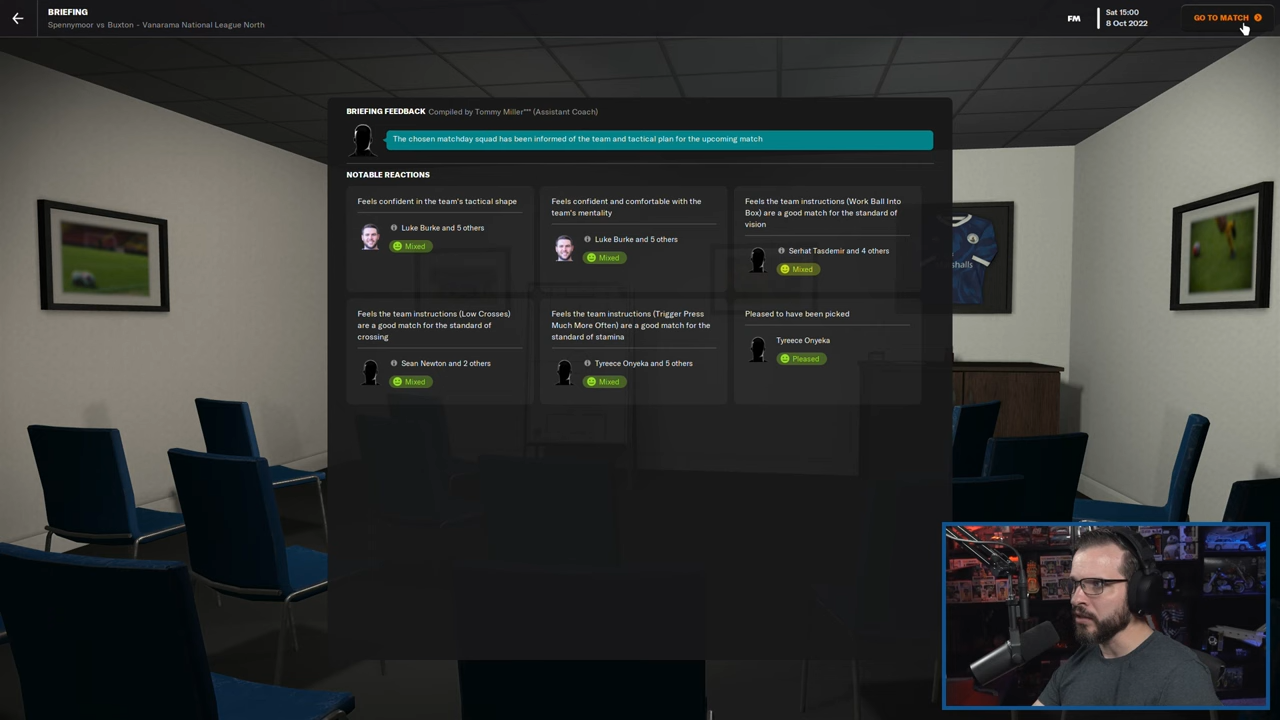 BRIEFING
Spennymoor vs Buxton - Vanarama National League North
FM
Sat 15:00
8 Oct 2022
GO TO MATCH
BRIEFING FEEDBACK Compiled by Tommy Miller*** (Assistant Coach)
The chosen matchday squad has been informed of the team and tactical plan for the upcoming match
NOTABLE REACTIONS
Feels confident in the team's tactical shape
Luke Burke and 5 others
Mixed
Feels confident and comfortable with the
team's mentality
Luke Burke and 5 others
Mixed
Feels the team instructions (Work Ball Into
Box) are a good match for the standard of
vision
Serhat Tasdemir and 4 others
Mixed
Feels the team instructions (Low Crosses)
are a good match for the standard of
crossing
Sean Newton and 2 others
Mixed
Feels the team instructions (Trigger Press
Much More Often) are a good match for the
standard of stamina
Tyreece Onyeka and 5 others
Mixed
Pleased to have been picked
Tyreece Onyeka
Pleased